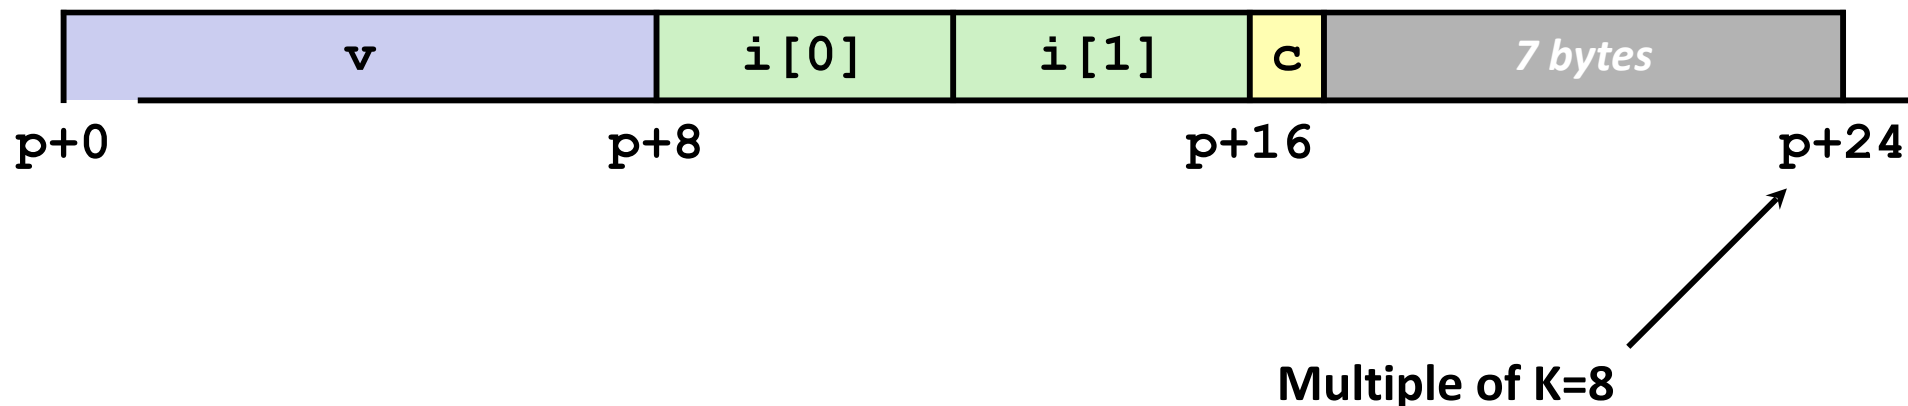 v i[0] i[1] c 7 bytes
p+0 p+8 p+16 p+24
Multiple of K=8